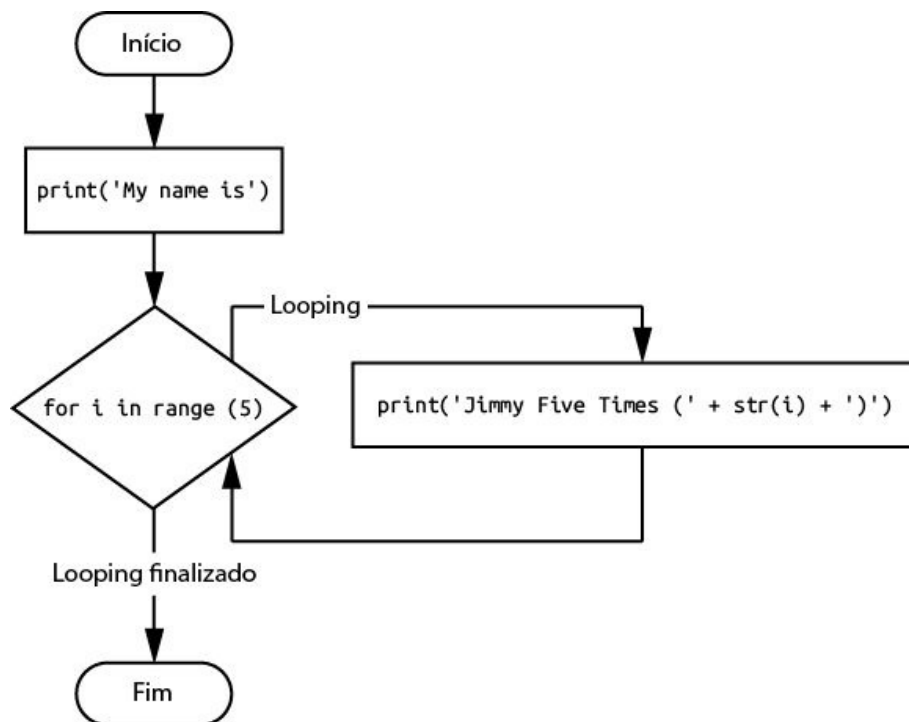 Início
print('My name is')
Looping
for i in range (5)
print('Jimmy Five Times (' + str(i) + ')')
Looping finalizado
Fim